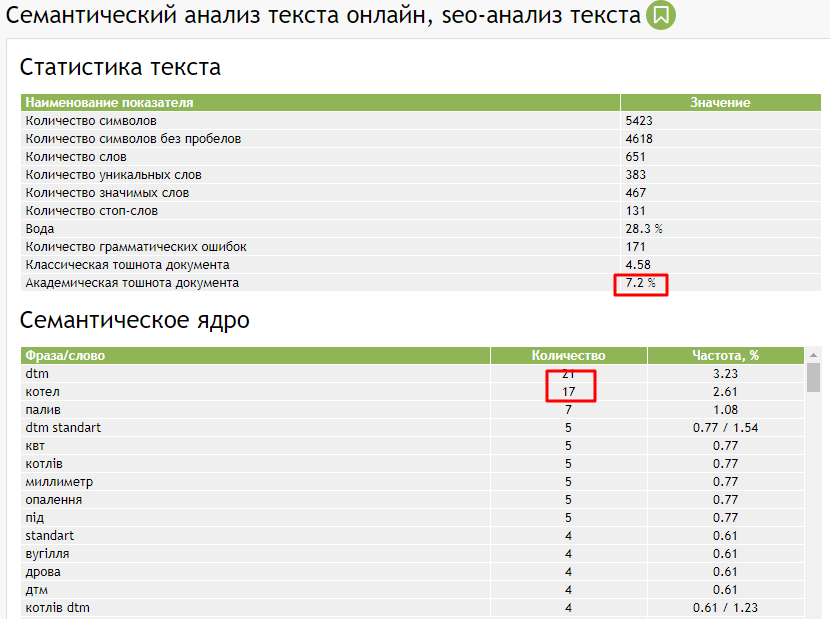 Семантический анализ текста онлайн, seo-анализ текста
Статистика текста
Наименование показателя Значение
Количество символов 5423
Количество символов без пробелов 4618
Количество слов 651
Количество уникальных слов 383
Количество значимых слов 467
Количество стоп-слов 131
Вода 28.3 %
Количество грамматических ошибок 171
Классическая тошнота документа 4.58
Академическая тошнота документа 7.2 %
Семантическое ядро
Фраза/слово Количество Частота, %
dtm 21 3.23
котел 17 2.61
палив 7 1.08
dtm standart 5 0.77 / 1.54
квт 5 0.77
котлів 5 0.77
миллиметр 5 0.77
опалення 5 0.77
під 5 0.77
standart 4 0.61
вугілля 4 0.61
дрова 4 0.61
дтм 4 0.61
котлів dtm 4 0.61 / 1.23